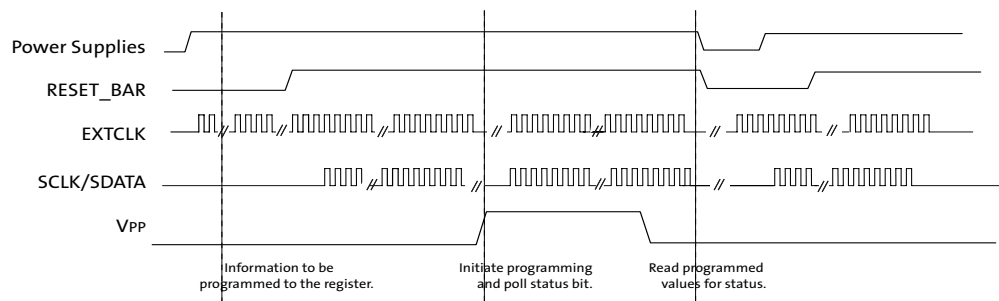 Power Supplies
RESET_BAR
EXTCLK
SCLK/SDATA
VPP
Information to be
programmed to the register.
Initiate programming
and poll status bit.
Read programmed
values for status.